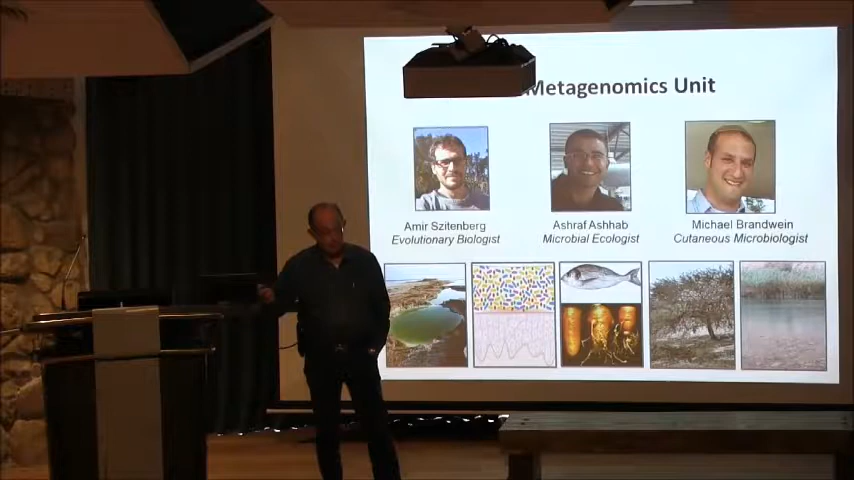 Metagenomics Unit
Amir Szitenberg
Evolutionary Biologist
Ashraf Ashhab
Microbial Ecologist
Michael Brandwein
Cutaneous Microbiologist